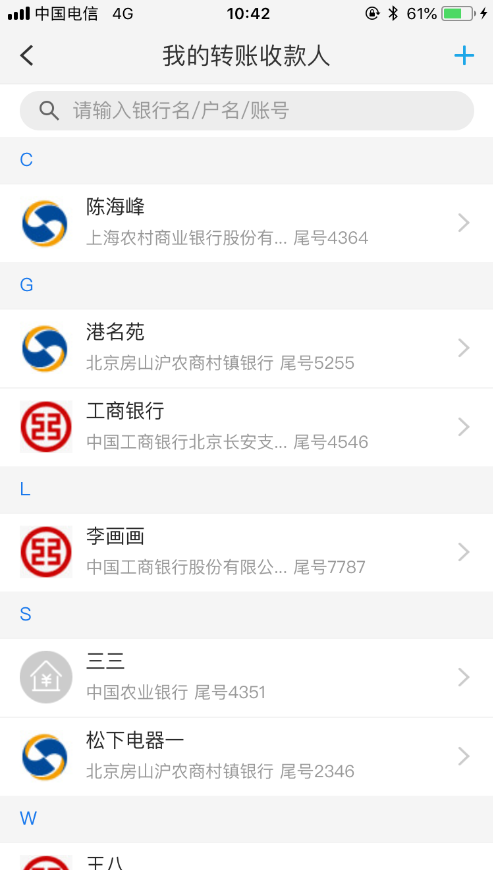 中国电信 4G 10:42 61%
我的转账收款人
请输入银行名/户名/账号
C
陈海峰
上海农村商业银行股份有... 尾号4364
G
港名苑
北京房山沪农商村镇银行 尾号5255
工商银行
中国工商银行北京长安支... 尾号4546
L
李画画
中国工商银行股份有限公... 尾号7787
S
三三
中国农业银行 尾号4351
松下电器一
北京房山沪农商村镇银行 尾号2346
W
王八